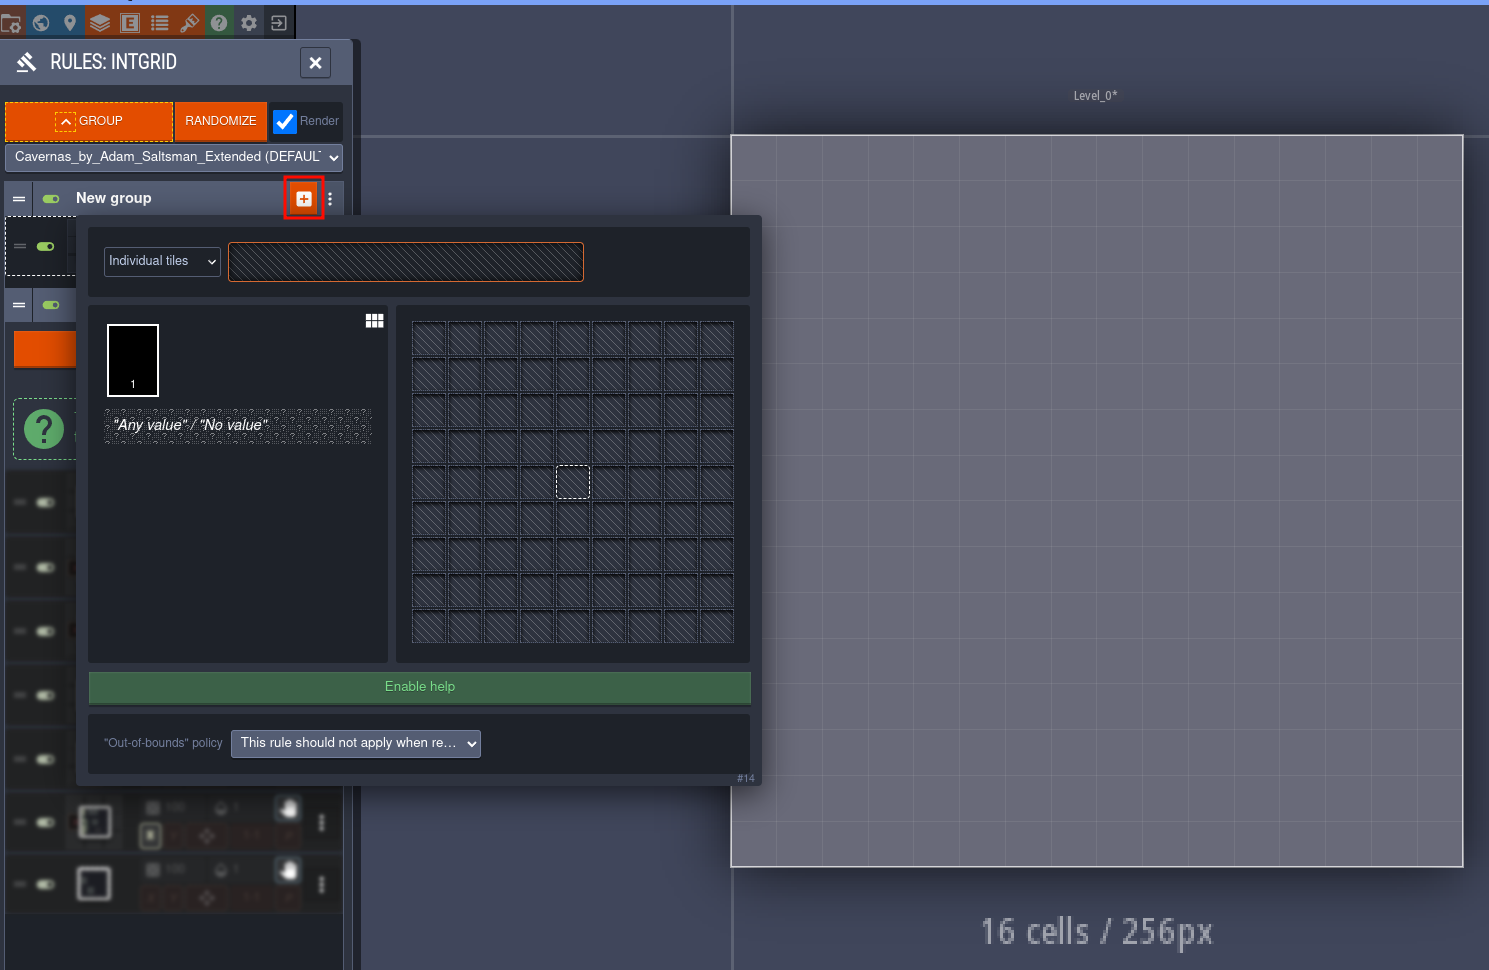 E
RULES: INTGRID
GROUP
RANDOMIZE
Render
Cavernas_by_Adam_Saltsman_Extended (DEFAULT
New group
Individual tiles
1
"Any value" / "No value"
Enable help
"Out-of-bounds" policy
This rule should not apply when re...
#14
Level_0*
16 cells / 256px